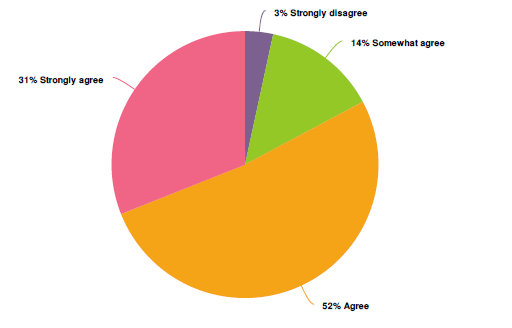 3% Strongly disagree
14% Somewhat agree
31% Strongly agree
52% Agree